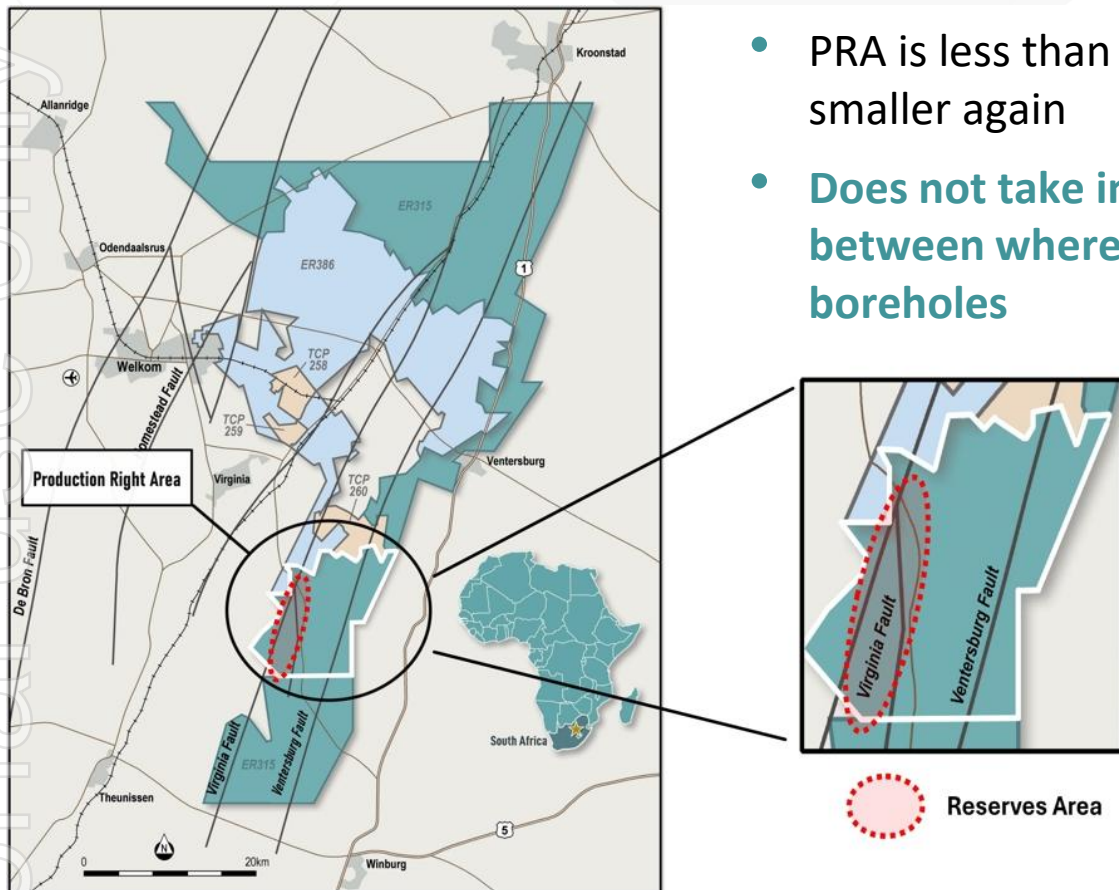 Kroonstad
Allanridge
ER315
Odendaalsrus
ER386
1
TCP
258
Welkom
TCP
259
omestead Fault
Ventersburg
Production Right Area
Virginia
TCP
260
De Bron Fault
South Africa
Virginia Fault
Ventersburg Fault
ER315
Theunissen
5
N
0
20km
Winburg
• PRA is less than
smaller again
• Does not take in
between where
boreholes
Virginia Fault
Ventersburg Fault
Reserves Area